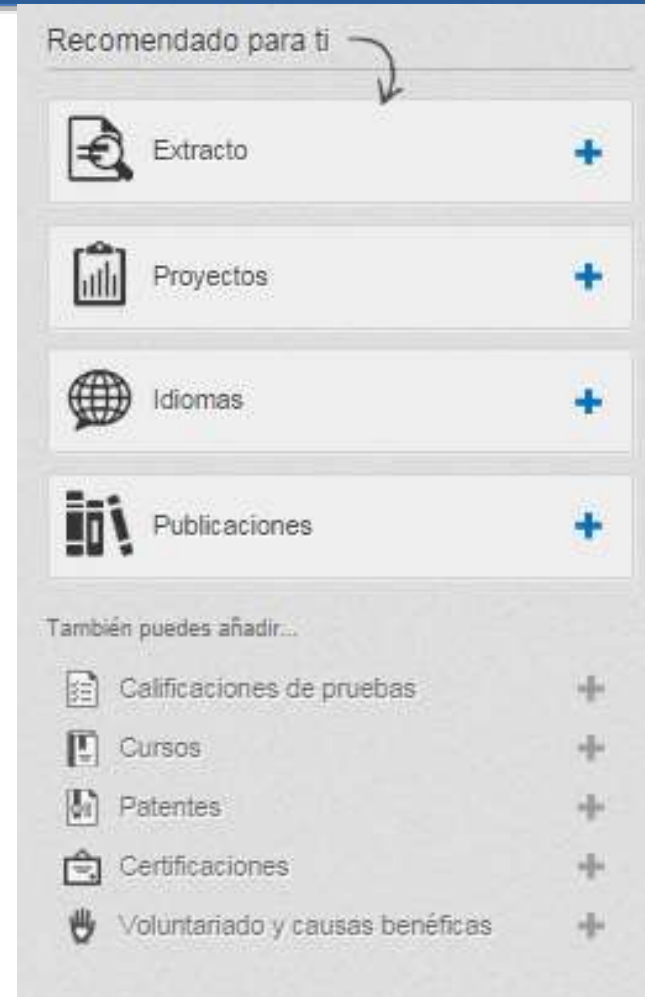 Recomendado para ti
Extracto
Proyectos
Idiomas
Publicaciones
También puedes añadir...
Calificaciones de pruebas
Cursos
Patentes
Certificaciones
Voluntariado y causas benéficas